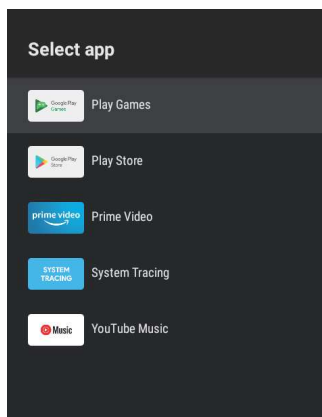 Select app
Google Play
Games
Play Games
Google Play
Store
Play Store
prime video
Prime Video
SYSTEM
TRACING
System Tracing
Music
YouTube Music